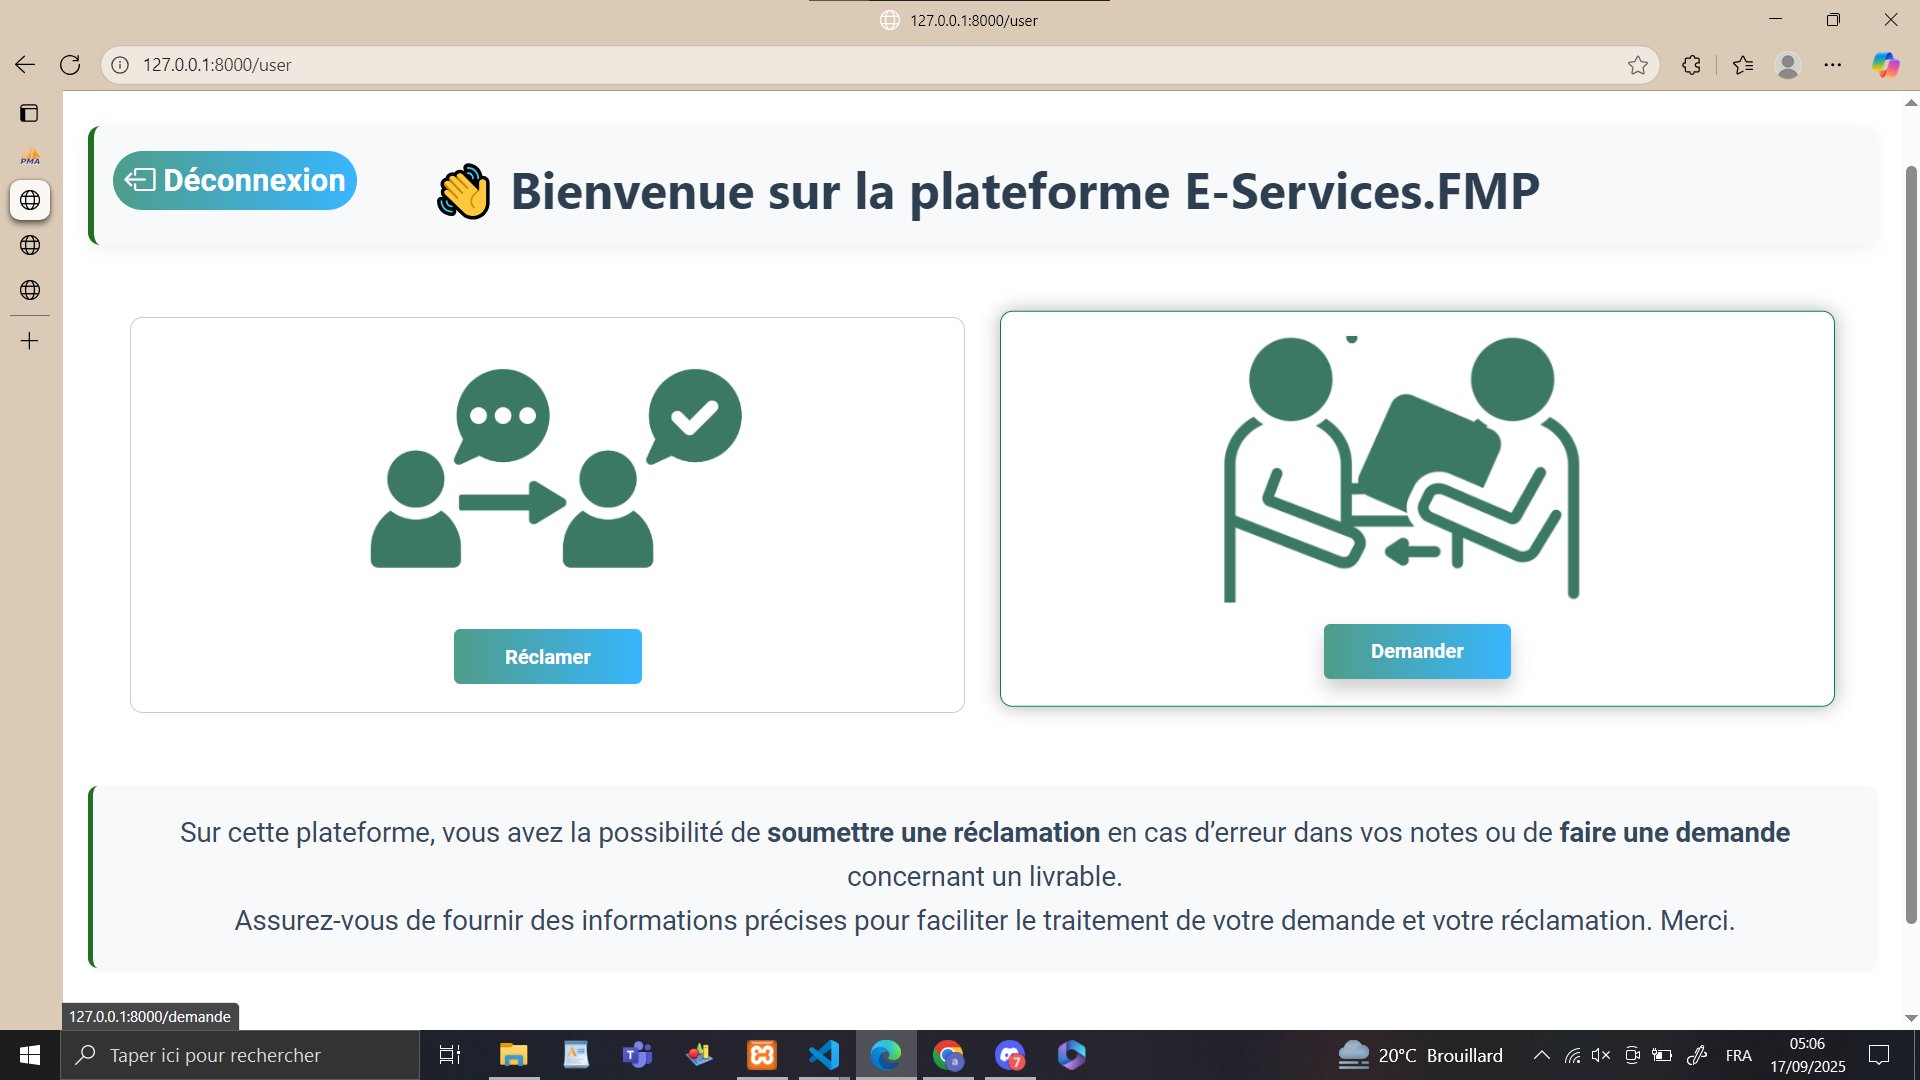 127.0.0.1:8000/user
127.0.0.1:8000/user
PMA
Déconnexion
👋 Bienvenue sur la plateforme E-Services.FMP
Réclamer
Demander
Sur cette plateforme, vous avez la possibilité de soumettre une réclamation en cas d’erreur dans vos notes ou de faire une demande
concernant un livrable.
Assurez-vous de fournir des informations précises pour faciliter le traitement de votre demande et votre réclamation. Merci.
127.0.0.1:8000/demande
Taper ici pour rechercher
a
7
20°C Brouillard
FRA
05:06
17/09/2025